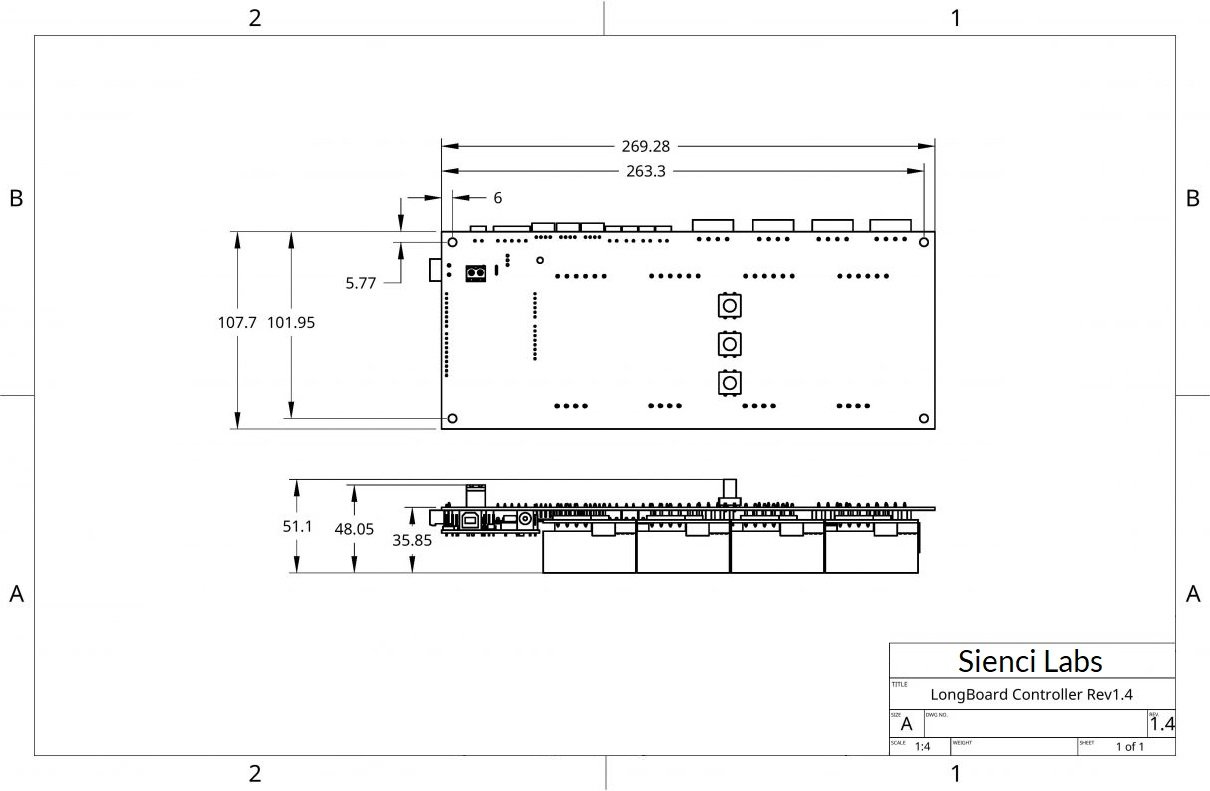 2 1
269.28
263.3
6
B B
5.77
107.7 101.95
51.1
48.05
35.85
A A
Sienci Labs
TITLE
LongBoard Controller Rev1.4
SIZE DWG.NO. REV.
A 1.4
SCALE 1:4 WEIGHT SHEET 1 of 1
2 1